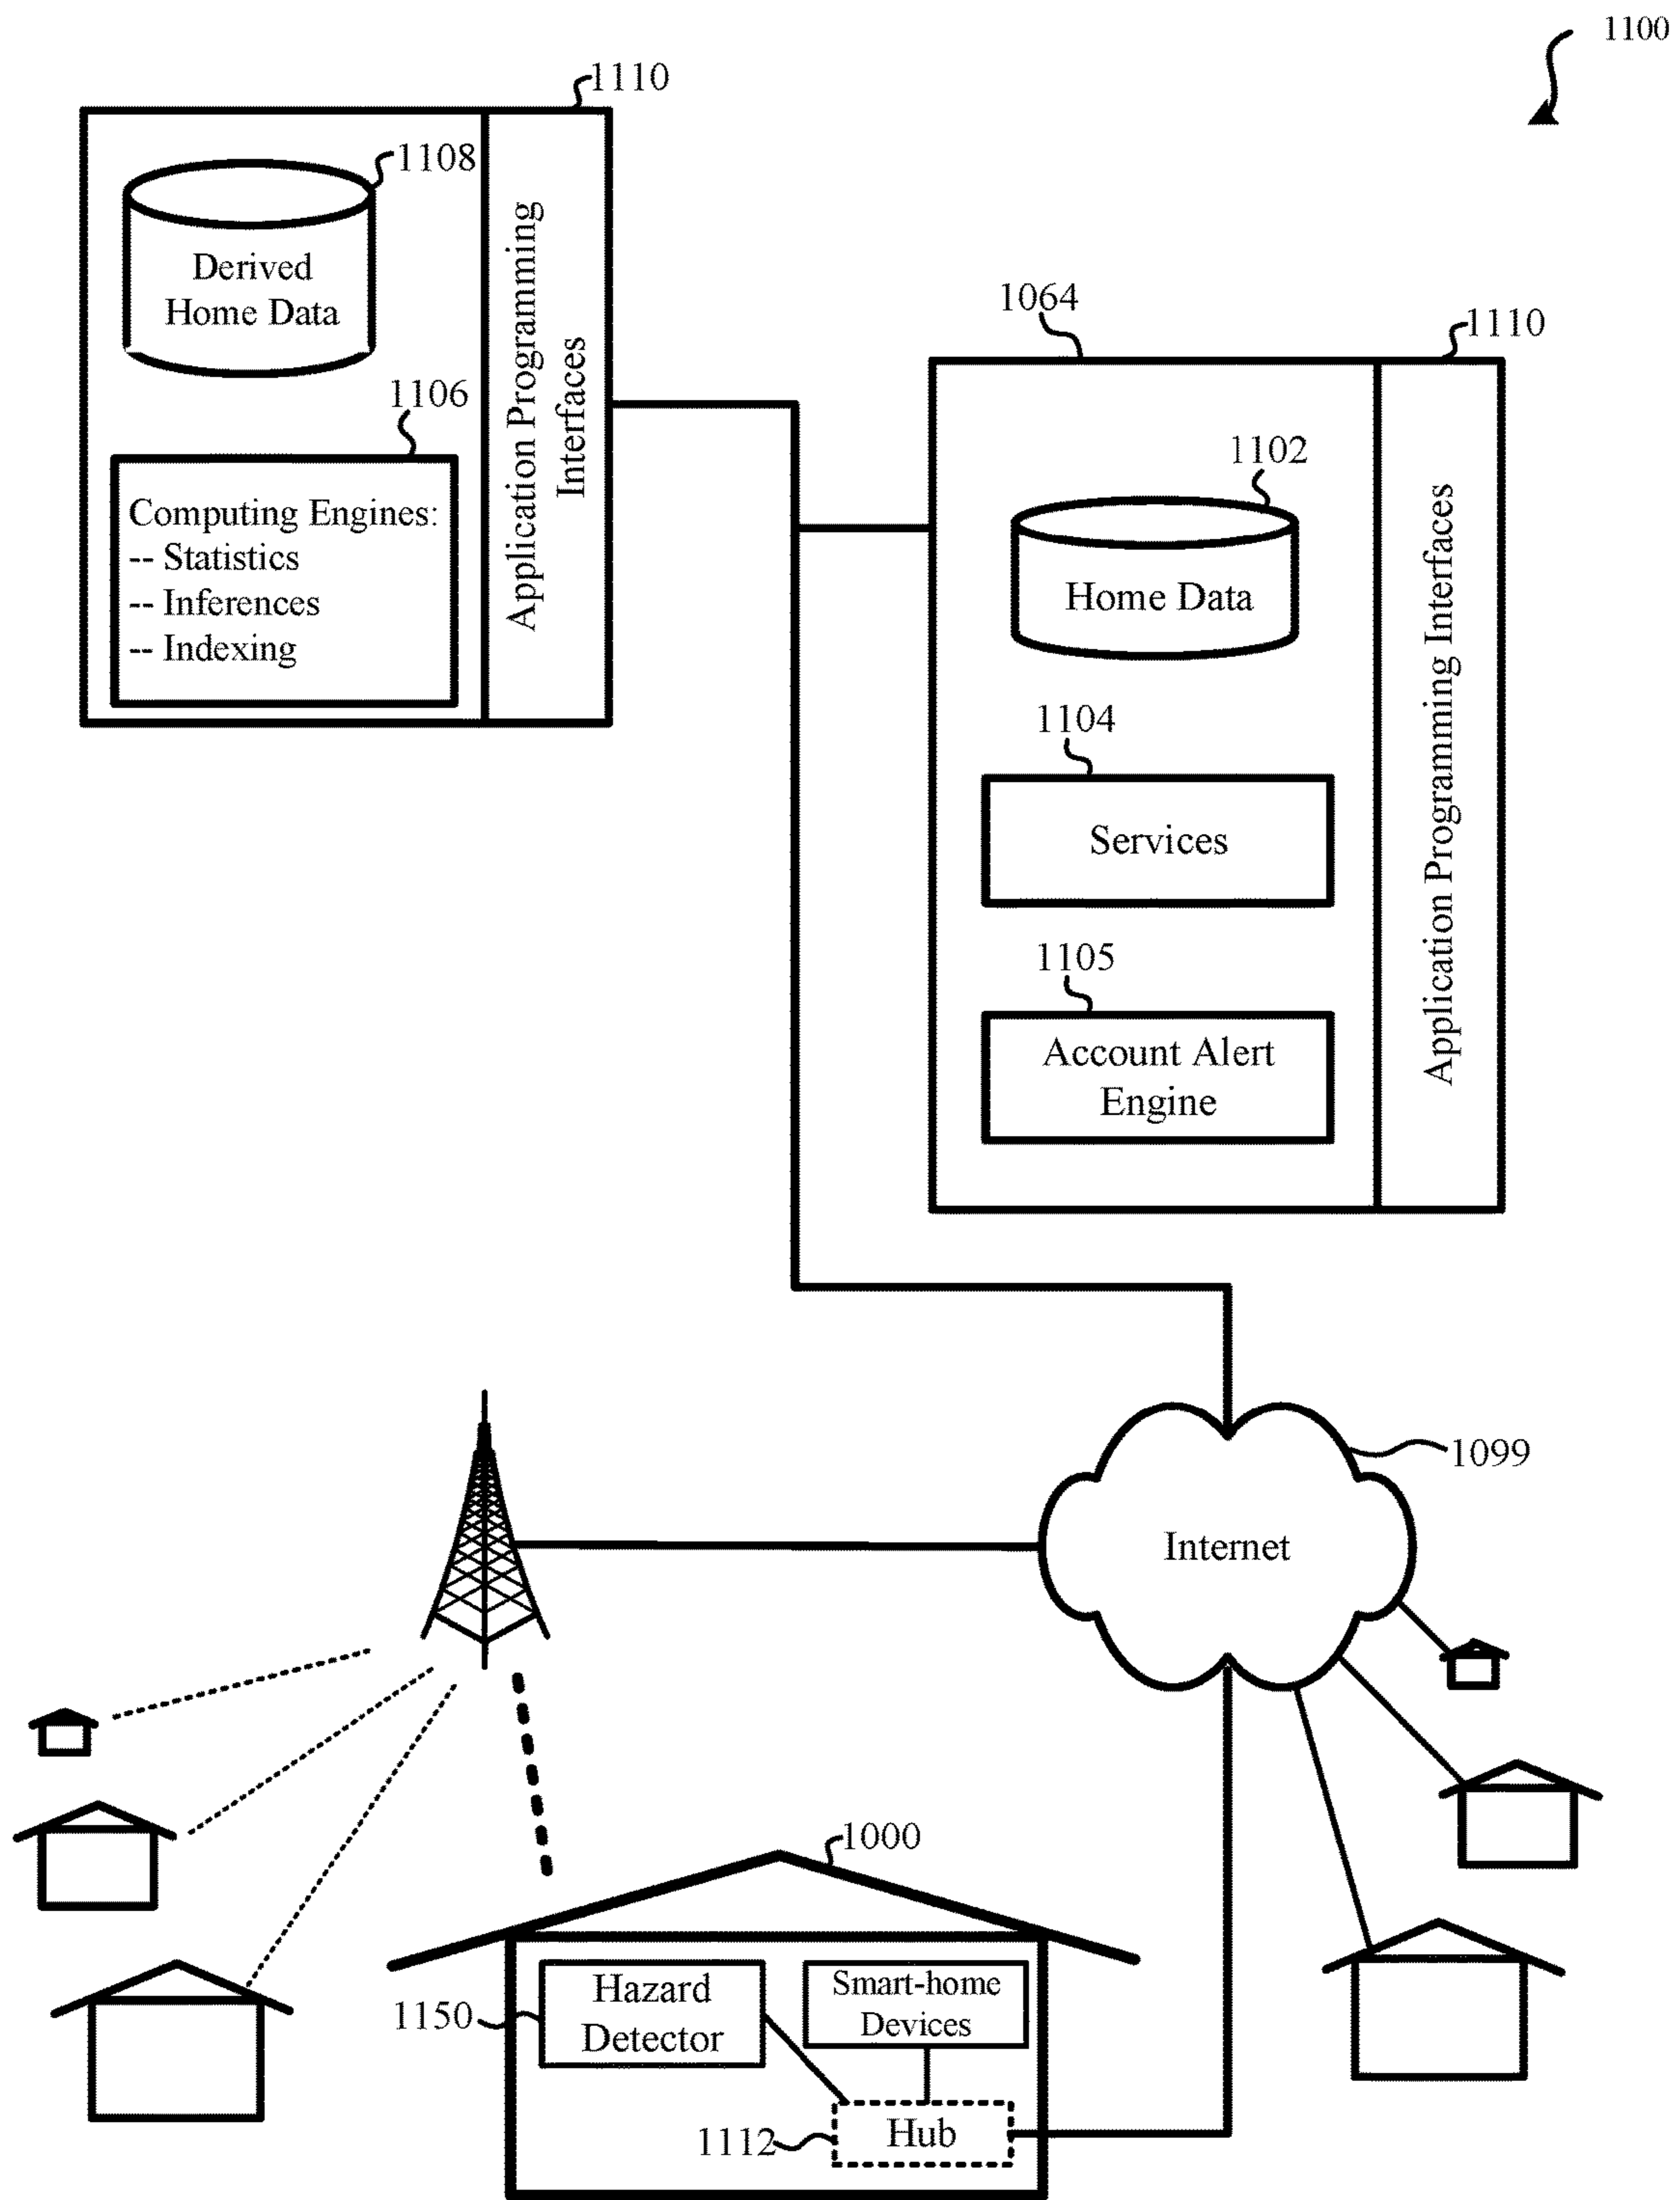 1100
1110
1108
Derived
Home Data
1106
Computing Engines:
-- Statistics
-- Inferences
-- Indexing
Application Programming
Interfaces
1064
1110
1102
Home Data
1104
Services
1105
Account Alert
Engine
Application Programming Interfaces
1099
Internet
1000
Hazard
Detector
1150
Smart-home
Devices
1112
Hub